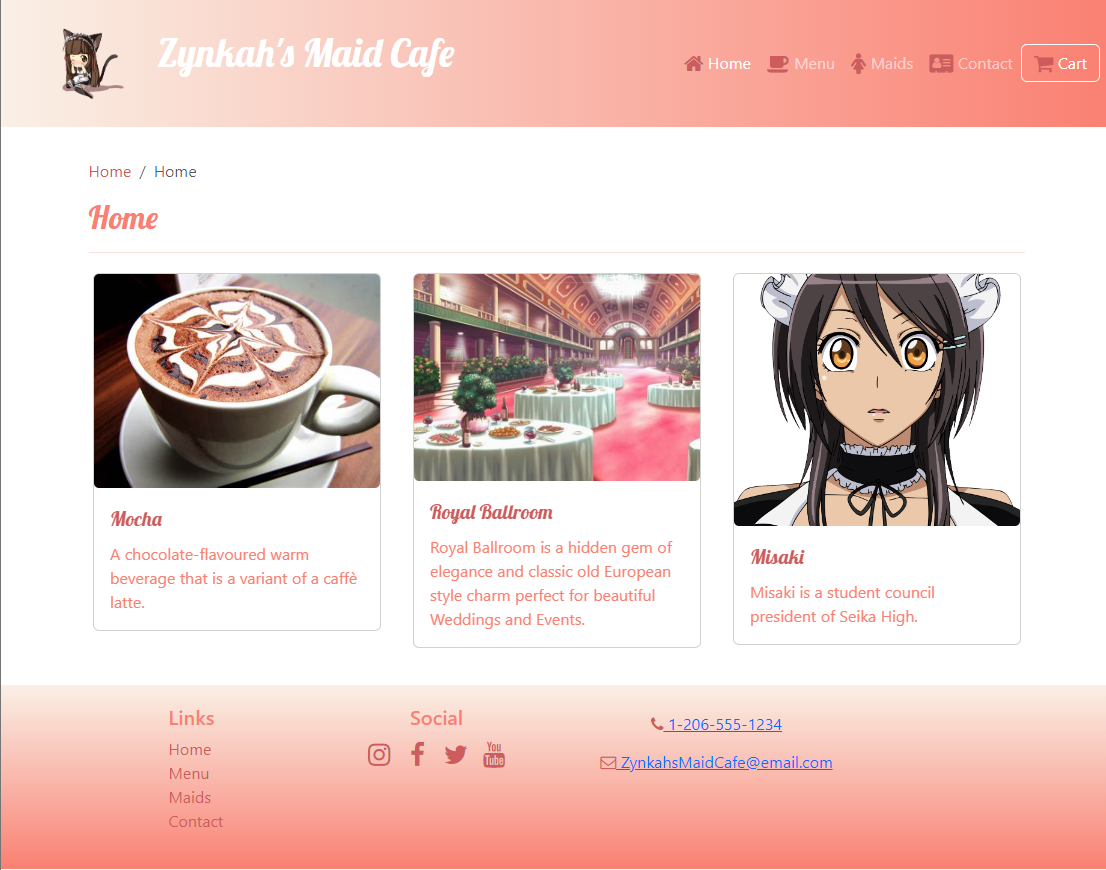 Zynkah's Maid Cafe
Home Menu Maids Contact Cart
Home / Home
Home
Mocha
A chocolate-flavoured warm
beverage that is a variant of a caffè
latte.
Royal Ballroom
Royal Ballroom is a hidden gem of
elegance and classic old European
style charm perfect for beautiful
Weddings and Events.
Misaki
Misaki is a student council
president of Seika High.
Links
Home
Menu
Maids
Contact
Social
You
Tube
1-206-555-1234
ZynkahsMaidCafe@email.com